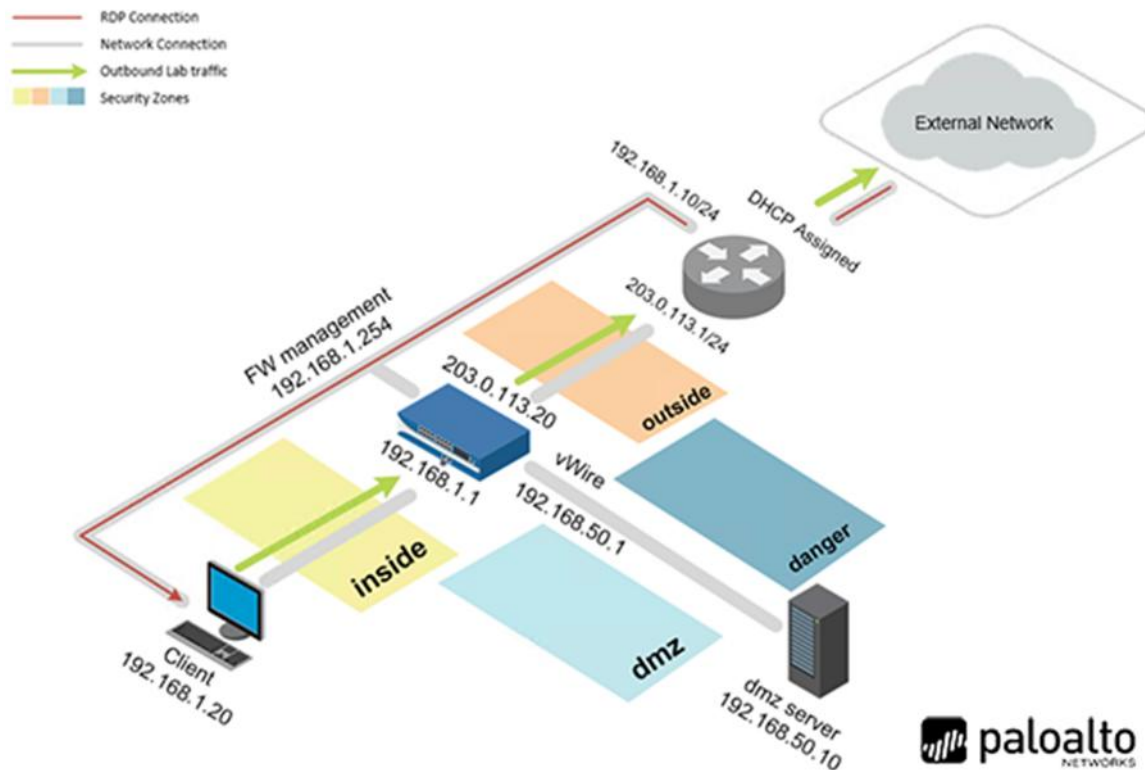 RDP Connection
Network Connection
Outbound Lab traffic
Security Zones
External Network
192.168.1.10/24
DHCP Assigned
203.0.113.1/24
FW management
192.168.1.254
203.0.113.20
outside
192.168.1.1
vWire
192.168.50.1
danger
inside
dmz
Client
192.168.1.20
dmz server
192.168.50.10
paloalto
NETWORKS